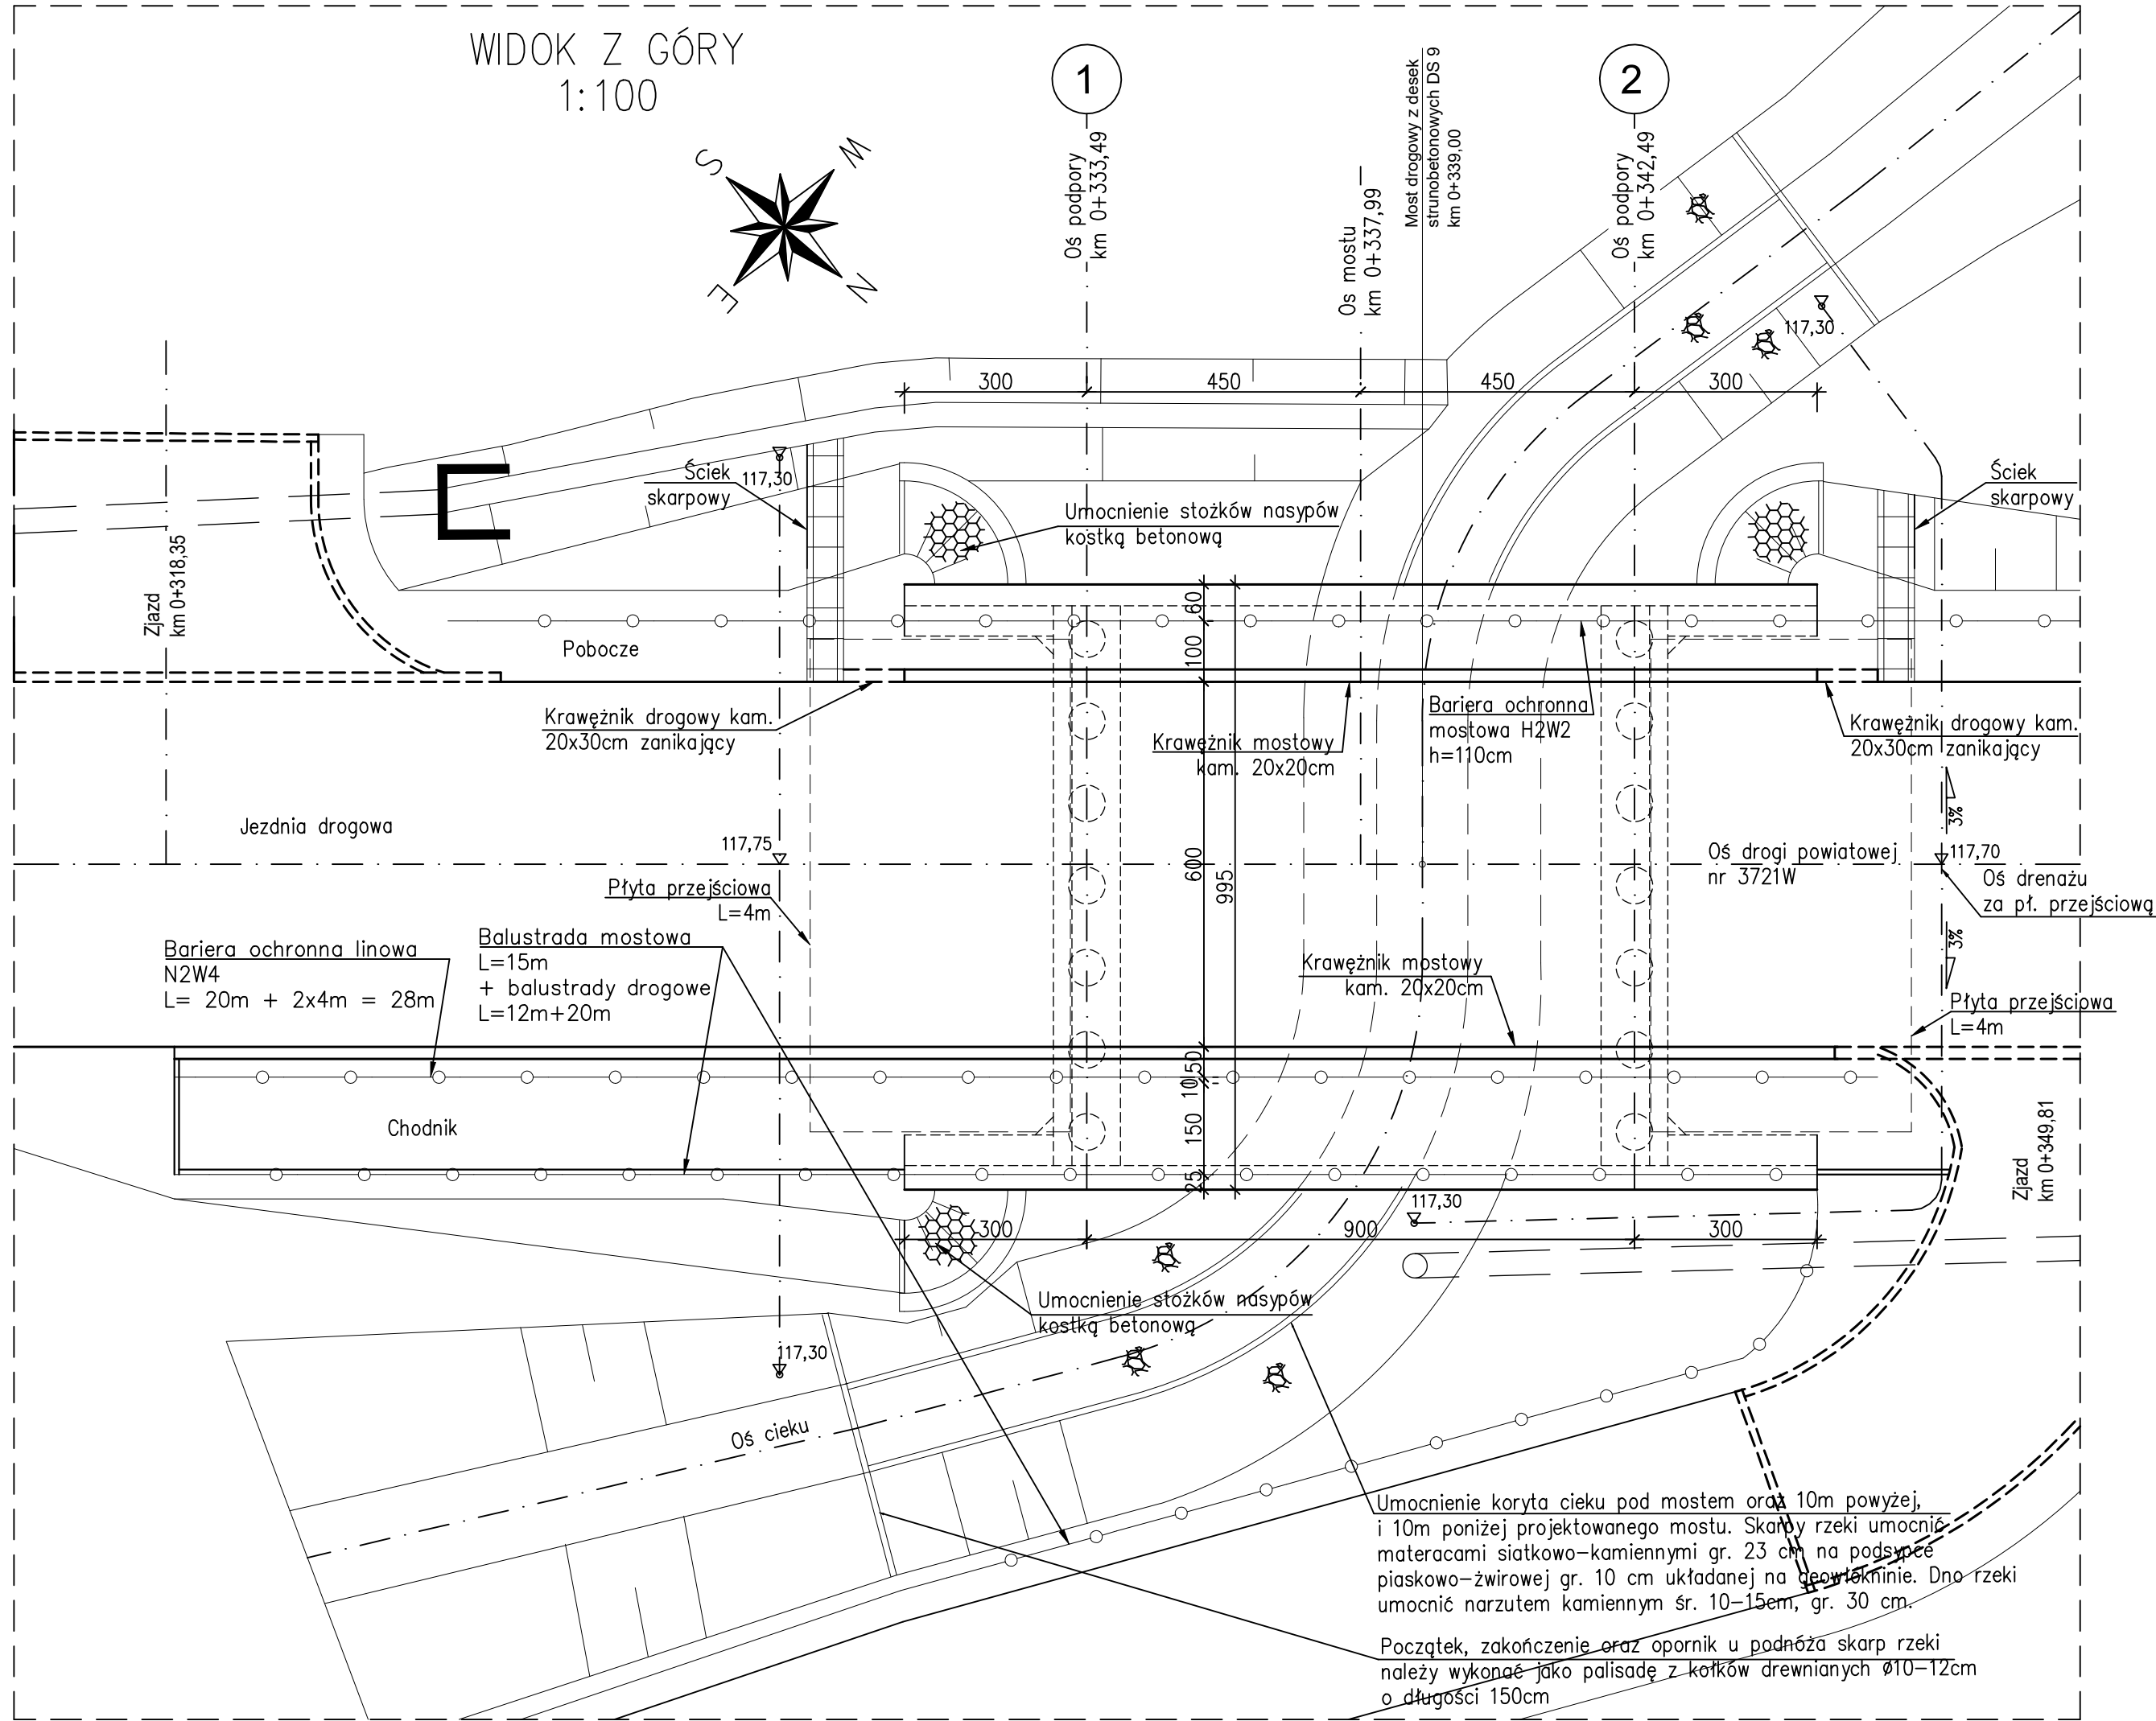 WIDOK Z GÓRY
1:100
1
2
S
W
E
N
Oś podpory
km 0+333,49
Os mostu
km 0+337,99
Most drogowy z desek
strunobetonowych DS 9
km 0+339,00
Oś podpory
km 0+342,49
117,30
300
450
450
300
Ściek
skarpowy
117,30
Umocnienie stożków nasypów
kostką betonową
Ściek
skarpowy
Zjazd
km 0+318,35
Pobocze
60
100
600
995
50
10
150
25
Krawężnik drogowy kam.
20x30cm zanikający
Krawężnik mostowy
kam. 20x20cm
Bariera ochronna
mostowa H2W2
h=110cm
Krawężnik drogowy kam.
20x30cm zanikający
3%
Jezdnia drogowa
117,75
Oś drogi powiatowej
nr 3721W
117,70
Oś drenażu
za pł. przejściową
3%
Płyta przejściowa
L=4m
Bariera ochronna linowa
N2W4
L= 20m + 2x4m = 28m
Balustrada mostowa
L=15m
+ balustrady drogowe
L=12m+20m
Krawężnik mostowy
kam. 20x20cm
Płyta przejściowa
L=4m
Chodnik
Zjazd
km 0+349,81
117,30
300
900
300
Umocnienie stożków nasypów
kostką betonową
117,30
Oś cieku
Umocnienie koryta cieku pod mostem oraz 10m powyżej,
i 10m poniżej projektowanego mostu. Skarpy rzeki umocnić
materacami siatkowo-kamiennymi gr. 23 cm na podsypce
piaskowo-żwirowej gr. 10 cm układanej na geowłókninie. Dno rzeki
umocnić narzutem kamiennym śr. 10-15cm, gr. 30 cm.
Początek, zakończenie oraz opornik u podnóża skarp rzeki
należy wykonać jako palisadę z kołków drewnianych Ø10-12cm
o długości 150cm